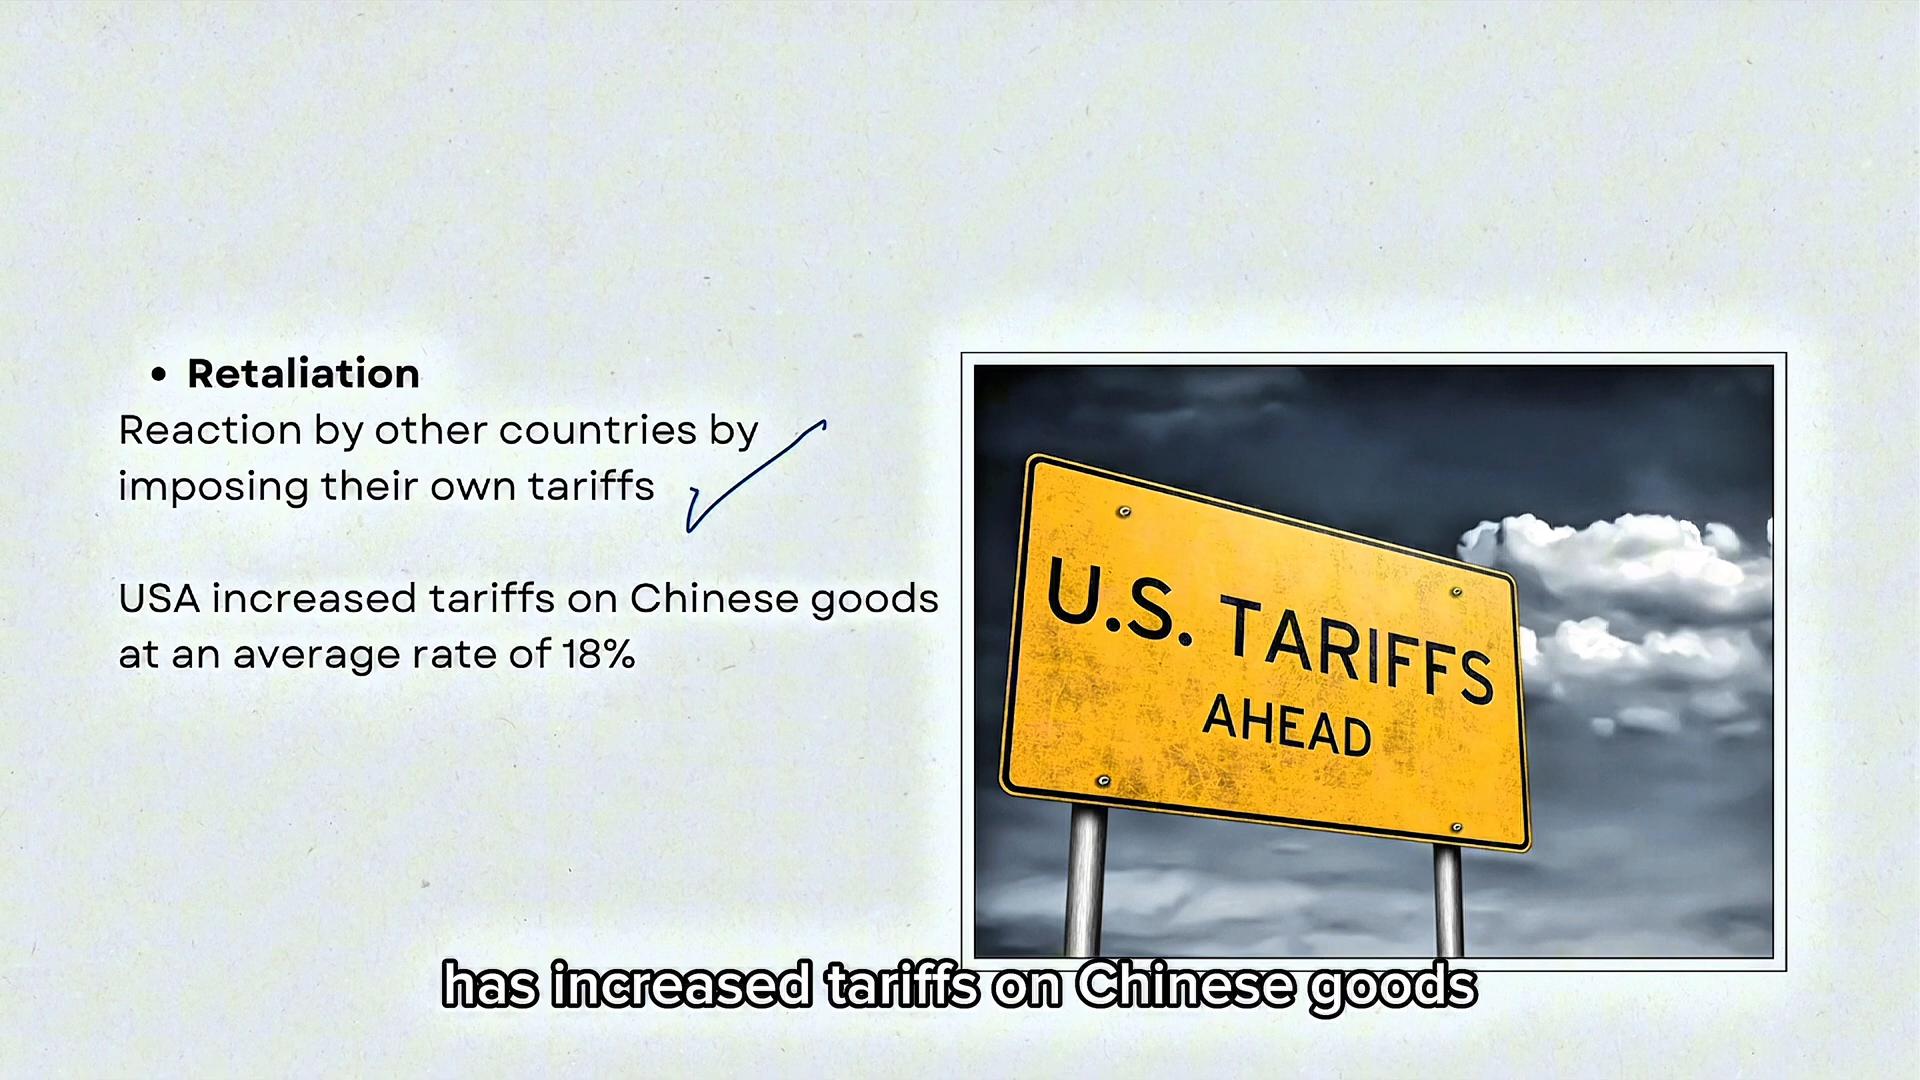 • Retaliation
Reaction by other countries by
imposing their own tariffs
USA increased tariffs on Chinese goods
at an average rate of 18%
U.S. TARIFFS
AHEAD
has increased tariffs on Chinese goods